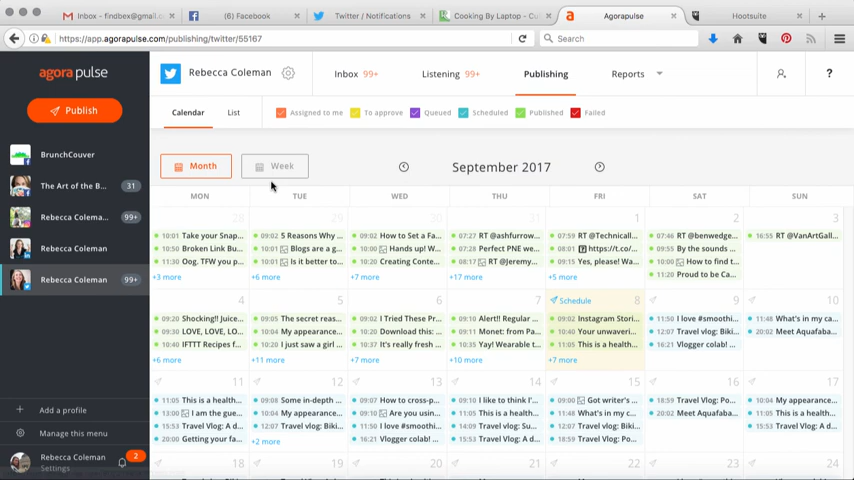 Inbox - findbex@gmail.c
(6) Facebook
Twitter / Notifications
Cooking By Laptop - Cu
Agorapulse
Hootsuite
https://app.agorapulse.com/publishing/twitter/55167
Search
agorapulse
Rebecca Coleman
Inbox 99+
Listening 99+
Publishing
Reports
?
Publish
Calendar
List
Assigned to me
To approve
Queued
Scheduled
Published
Failed
BrunchCouver
The Art of the B... 31
Rebecca Colema... 99+
Rebecca Coleman
Rebecca Coleman 99+
Month
Week
September 2017
MON TUE WED THU FRI SAT SUN
28 29 30 31 1 2 3
10:01 Take your Snap... 09:02 5 Reasons Why ... 09:02 How to Set a Fa... 07:27 RT @ashfurrow... 07:59 RT @Technicall... 07:46 RT @benwedge... 16:55 RT @VanArtGall...
10:50 Broken Link Bu... 10:01 Blogs are a g... 10:00 Hands up! W... 07:28 Perfect PNE we... 08:01 https://t.co/... 09:55 By the sounds ...
11:30 Oog. TFW you p... 10:01 Is it better to... 10:20 Creating Conte... 07:28 RT @Jeremy... 09:15 Yes, please! Wa... 10:00 How to find t...
+3 more +6 more +7 more +17 more +5 more 11:20 Proud to be Ca...
4 5 6 7 Schedule 8 9 10
09:20 Shocking!! Juice... 09:05 The secret reas... 09:02 I Tried These Pr... 09:10 Alert!! Regular ... 09:02 Instagram Stori... 11:50 I love #smoothi... 11:48 What's in my ca...
09:30 LOVE, LOVE, LO... 10:04 My appearance... 10:20 Download this: ... 09:11 Monet: from Pa... 10:40 Your unwaveri... 12:07 Travel vlog: Biki... 20:02 Meet Aquafaba...
10:40 IFTTT Recipes f... 10:20 I just saw a girl ... 10:37 It's really fresh ... 10:35 Yay! Wearable t... 11:05 This is a health... 16:21 Vlogger colab! ...
+6 more +11 more +7 more +10 more +7 more
11 12 13 14 15 16 17
11:05 This is a health... 09:08 Some in-depth ... 09:07 How to cross-p... 09:10 I like to think I'... 09:00 Got writer's ... 18:59 Travel Vlog: Po... 10:04 My appearance...
13:00 I am the gue... 10:04 My appearance... 09:10 Are you usin... 11:05 This is a health... 11:48 What's in my c... 20:02 Meet Aquafab... 11:05 This is a health...
15:53 Travel Vlog: A d... 12:07 Travel vlog: Biki... 11:50 I love #smoothi... 14:09 Travel vlog: Su... 12:07 Travel vlog: Biki... 15:53 Travel Vlog: A d...
20:00 Getting your fa... +2 more 16:21 Vlogger colab! ... 15:53 Travel Vlog: A d... 18:59 Travel Vlog: Po...
18 19 20 21 22 23 24
Add a profile
Manage this menu
Rebecca Coleman
Settings
2